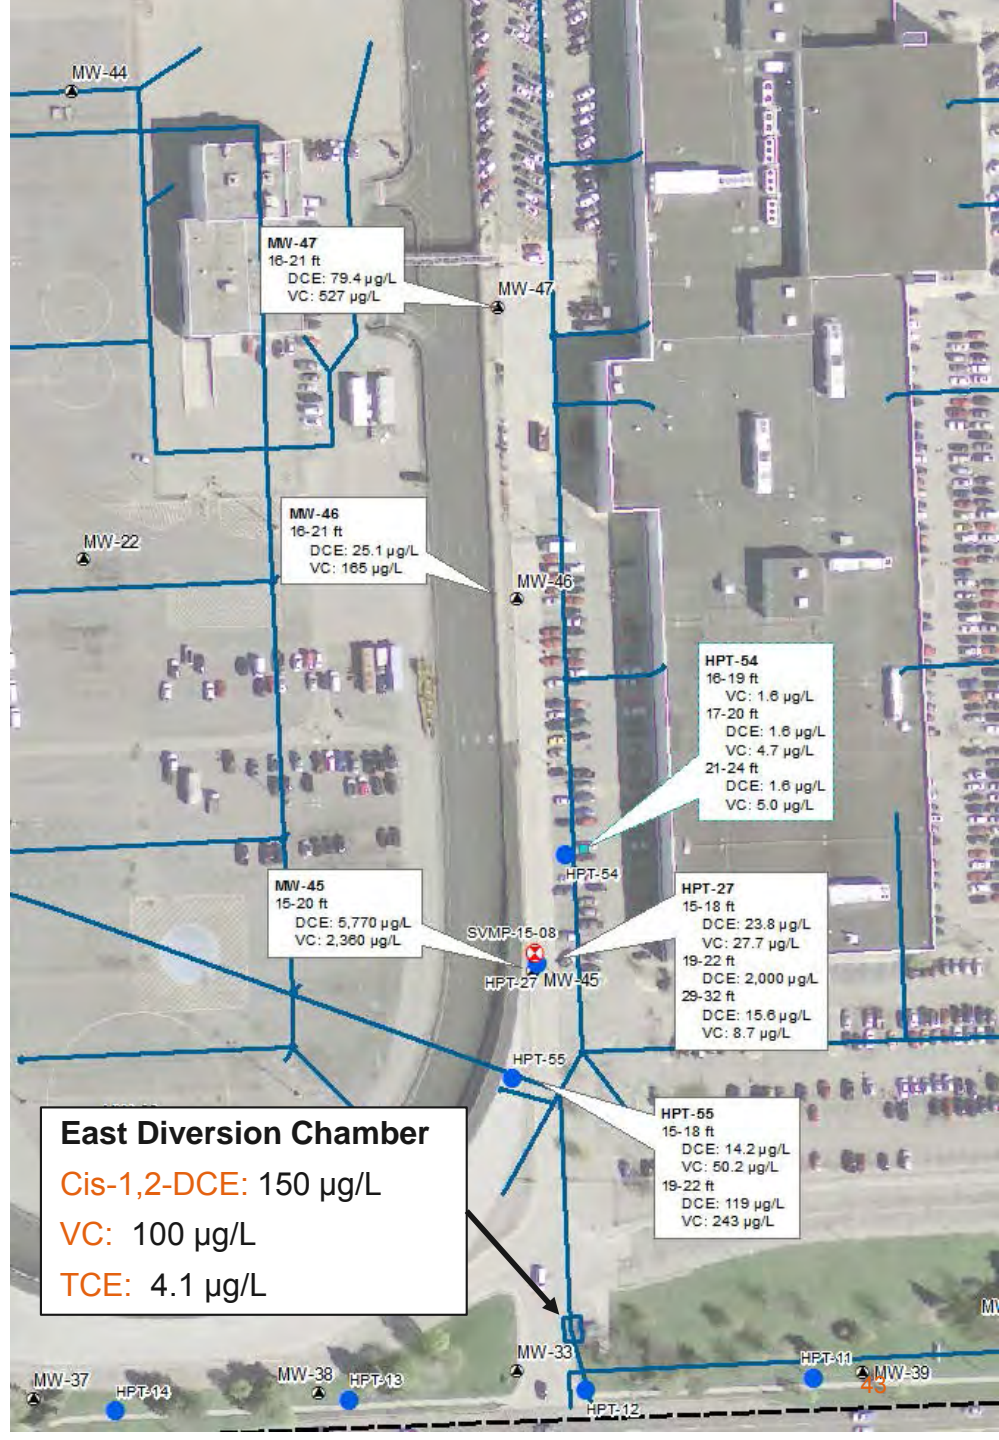 MW-44
MW-47
16-21 ft
DCE: 79.4 µg/L
VC: 527 µg/L
MW-47
MW-46
16-21 ft
DCE: 25.1 µg/L
VC: 165 µg/L
MW-22
MW-46
HPT-54
16-19 ft
VC: 1.6 µg/L
17-20 ft
DCE: 1.6 µg/L
VC: 4.7 µg/L
21-24 ft
DCE: 1.6 µg/L
VC: 5.0 µg/L
HPT-54
MW-45
15-20 ft
DCE: 5,770 µg/L
VC: 2,360 µg/L
SVMP-15-08
HPT-27 MW-45
HPT-27
15-18 ft
DCE: 23.8 µg/L
VC: 27.7 µg/L
19-22 ft
DCE: 2,000 µg/L
29-32 ft
DCE: 15.6 µg/L
VC: 8.7 µg/L
HPT-55
HPT-55
15-18 ft
DCE: 14.2 µg/L
VC: 50.2 µg/L
19-22 ft
DCE: 119 µg/L
VC: 243 µg/L
East Diversion Chamber
Cis-1,2-DCE: 150 µg/L
VC: 100 µg/L
TCE: 4.1 µg/L
MW-33
HPT-11
MW-39
43
MW-37
HPT-14
MW-38
HPT-13
HPT-12